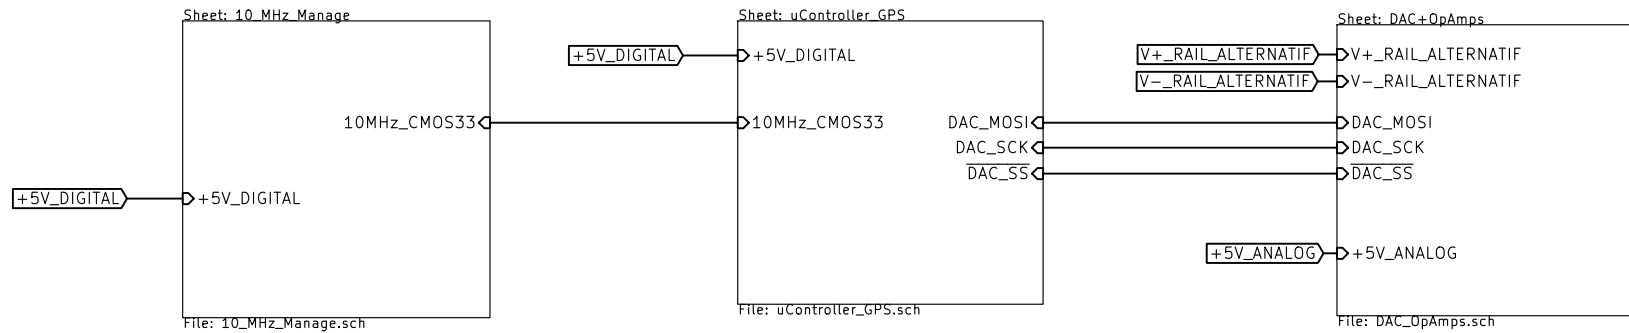 Sheet: 10_MHz_Manage
10MHz_CMOS33
+5V_DIGITAL
+5V_DIGITAL
File: 10_MHz_Manage.sch
Sheet: uController_GPS
+5V_DIGITAL
+5V_DIGITAL
10MHz_CMOS33
DAC_MOSI
DAC_SCK
DAC_SS
File: uController_GPS.sch
Sheet: DAC+OpAmps
V+_RAIL_ALTERNATIF
V+_RAIL_ALTERNATIF
V-_RAIL_ALTERNATIF
V-_RAIL_ALTERNATIF
DAC_MOSI
DAC_SCK
DAC_SS
+5V_ANALOG
+5V_ANALOG
File: DAC_OpAmps.sch